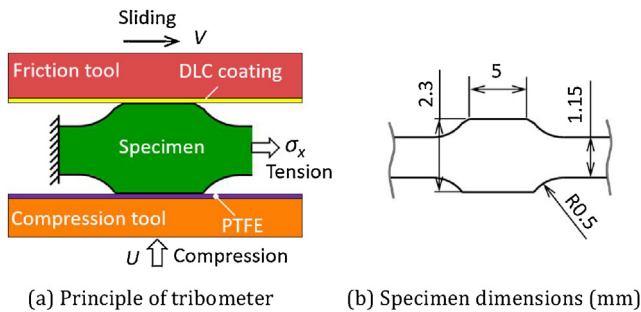 Sliding
V
Friction tool
DLC coating
Specimen
σx
Tension
PTFE
Compression tool
U
Compression
(a) Principle of tribometer
5
2.3
1.15
R0.5
(b) Specimen dimensions (mm)